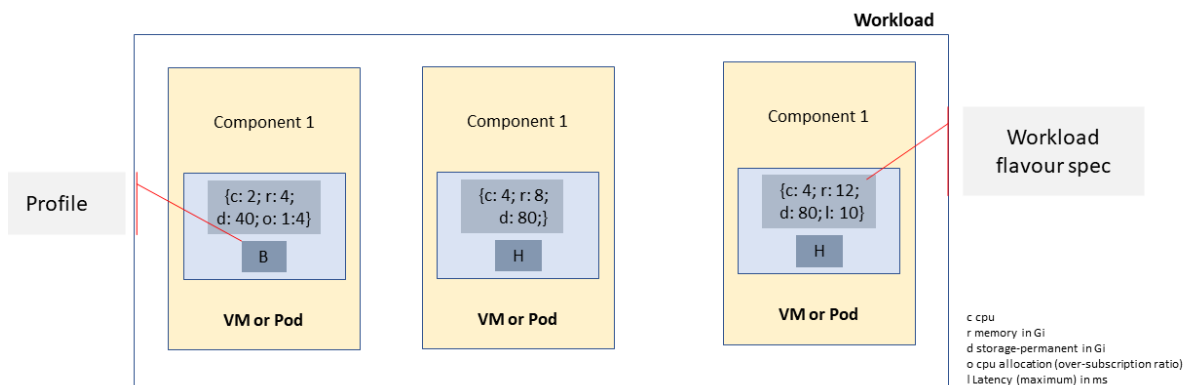 Workload
Component 1
Component 1
Component 1
Workload
flavour spec
Profile
{c: 2; r: 4;
d: 40; o: 1:4}
{c: 4; r: 8;
d: 80;}
{c: 4; r: 12;
d: 80; l: 10}
B
H
H
VM or Pod
VM or Pod
VM or Pod
c cpu
r memory in Gi
d storage-permanent in Gi
o cpu allocation (over-subscription ratio)
l Latency (maximum) in ms